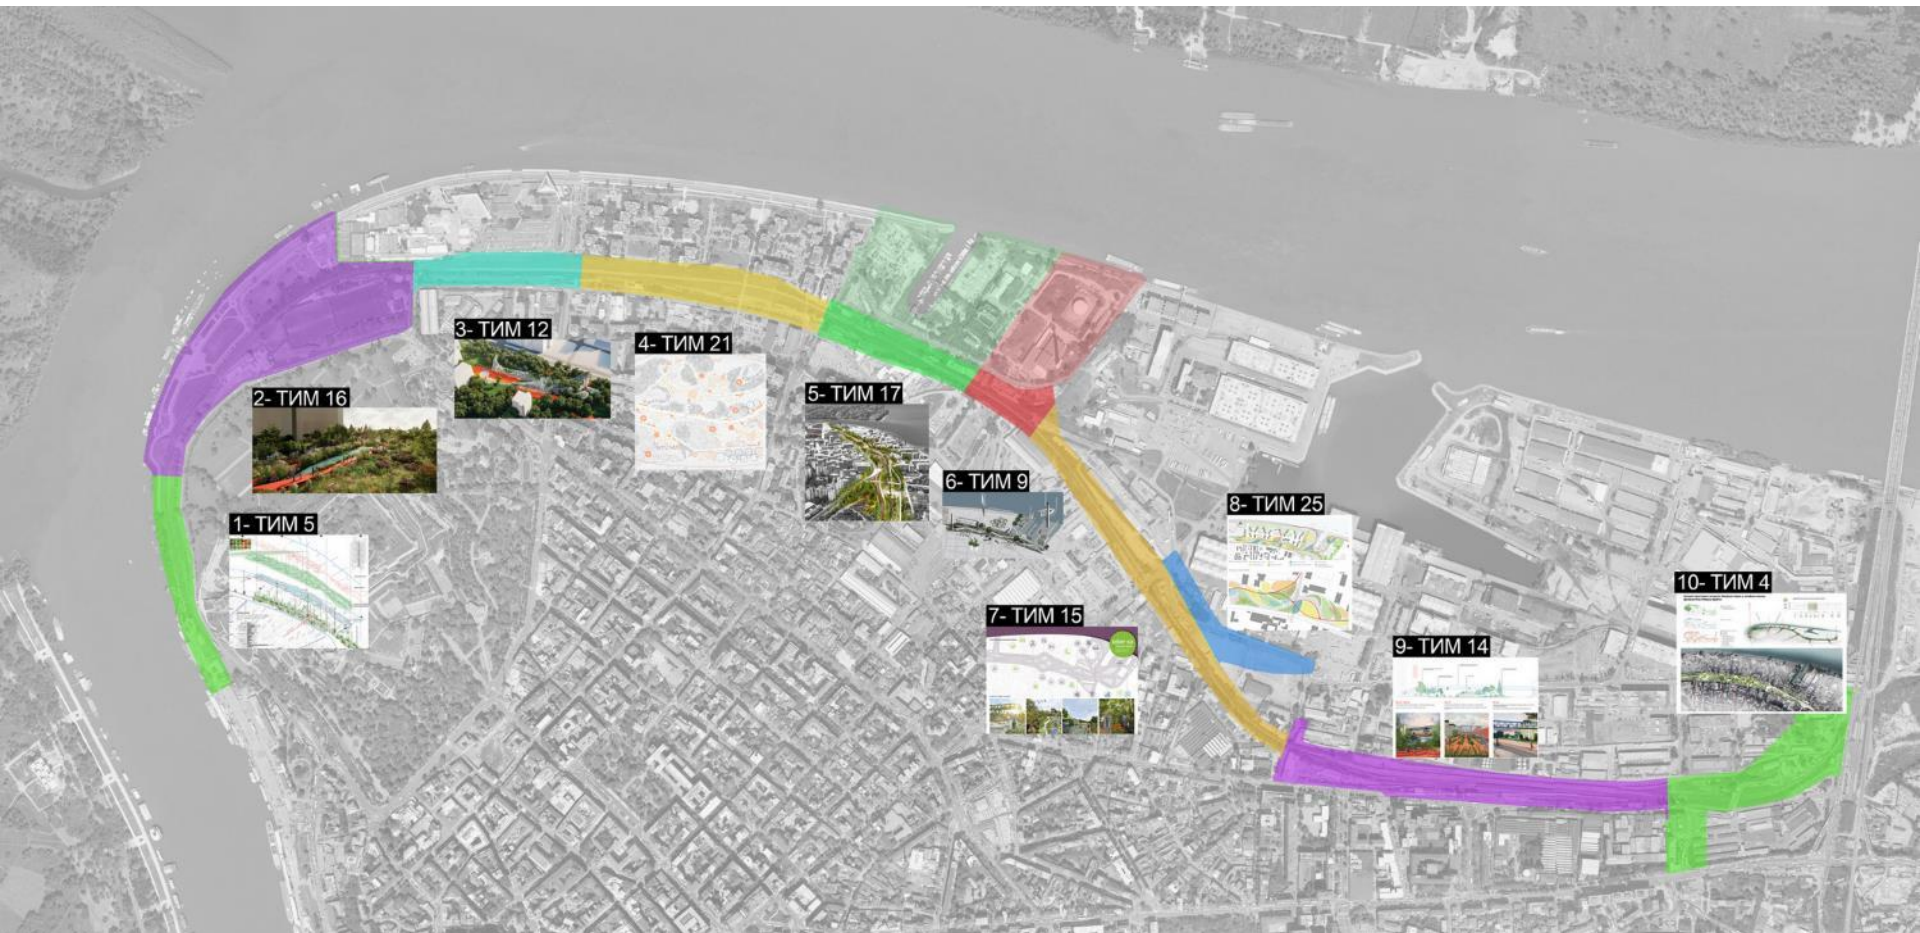 1- ТИМ 5
2- ТИМ 16
3- ТИМ 12
4- ТИМ 21
5- ТИМ 17
6- ТИМ 9
7- ТИМ 15
8- ТИМ 25
9- ТИМ 14
10- ТИМ 4